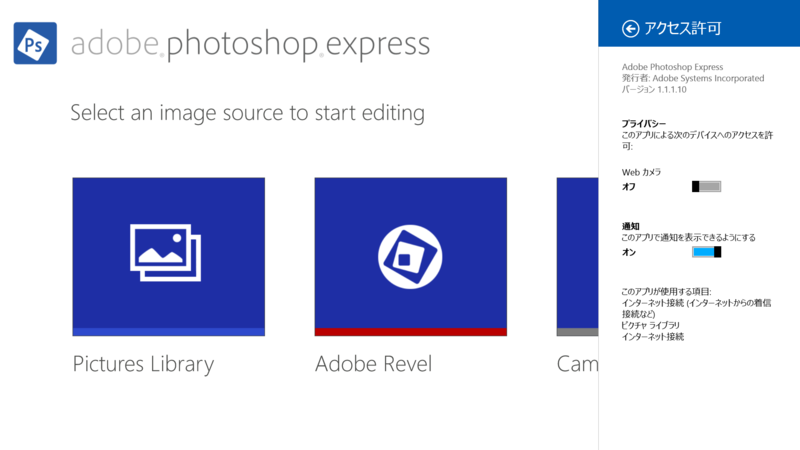 Ps adobe.photoshop.express
Select an image source to start editing
Pictures Library
Adobe Revel
Cam
アクセス許可
Adobe Photoshop Express
発行者: Adobe Systems Incorporated
バージョン 1.1.1.10
プライバシー
このアプリによる次のデバイスへのアクセスを許
可:
Web カメラ
オフ
通知
このアプリで通知を表示できるようにする
オン
このアプリが使用する項目:
インターネット接続 (インターネットからの着信
接続など)
ピクチャ ライブラリ
インターネット接続